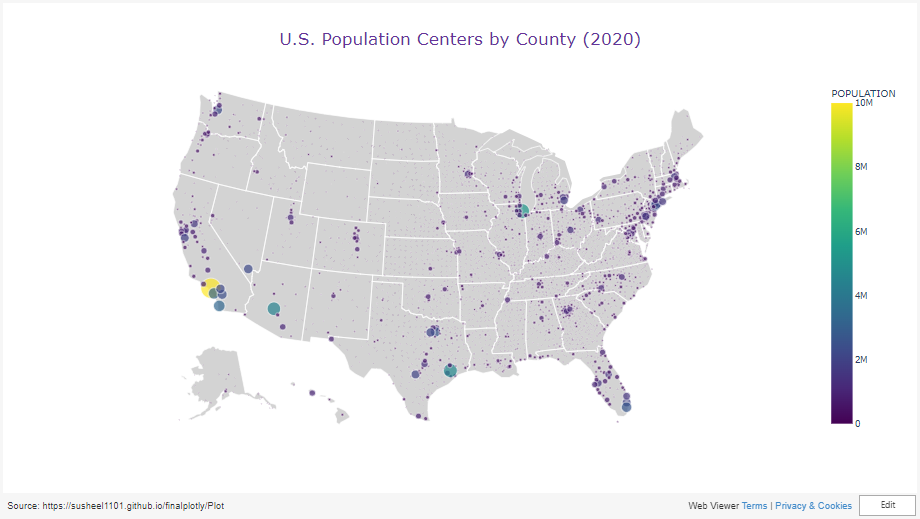 U.S. Population Centers by County (2020)
POPULATION
10M
8M
6M
4M
2M
0
Source: https://susheel1101.github.io/finalplotly/Plot
Web Viewer Terms | Privacy & Cookies
Edit